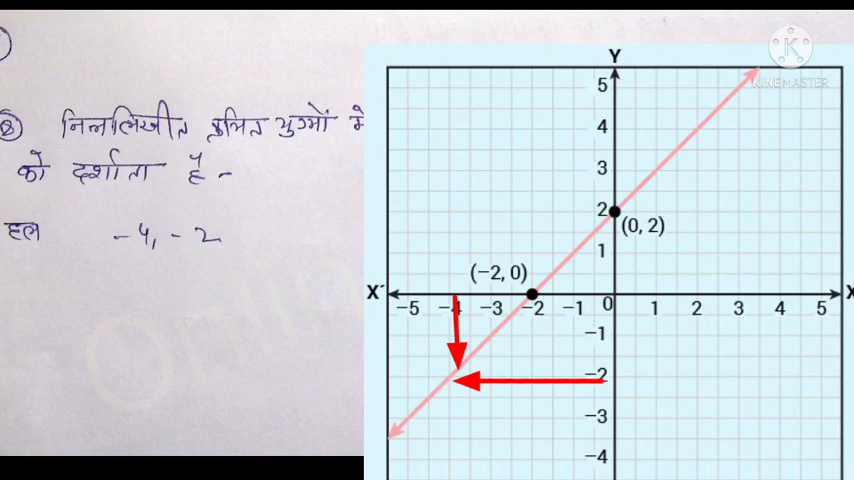 ⑧ निलालिखीत क्रमित युग्मों मे
को दर्शाता है -
हल -4, -2
K
KINEMASTER
Y
5
4
3
2
(0, 2)
1
(−2, 0)
X′ X
−5 −4 −3 −2 −1 0 1 2 3 4 5
−1
−2
−3
−4